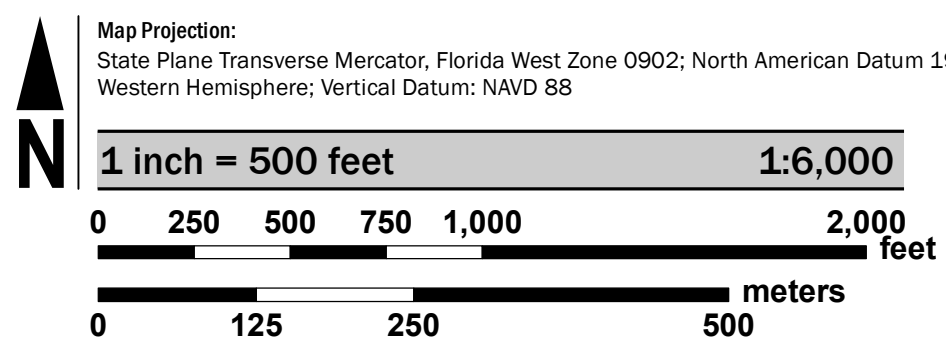 Map Projection:
State Plane Transverse Mercator, Florida West Zone 0902; North American Datum
Western Hemisphere; Vertical Datum: NAVD 88
N
1 inch = 500 feet 1:6,000
0 250 500 750 1,000 2,000
feet
meters
0 125 250 500